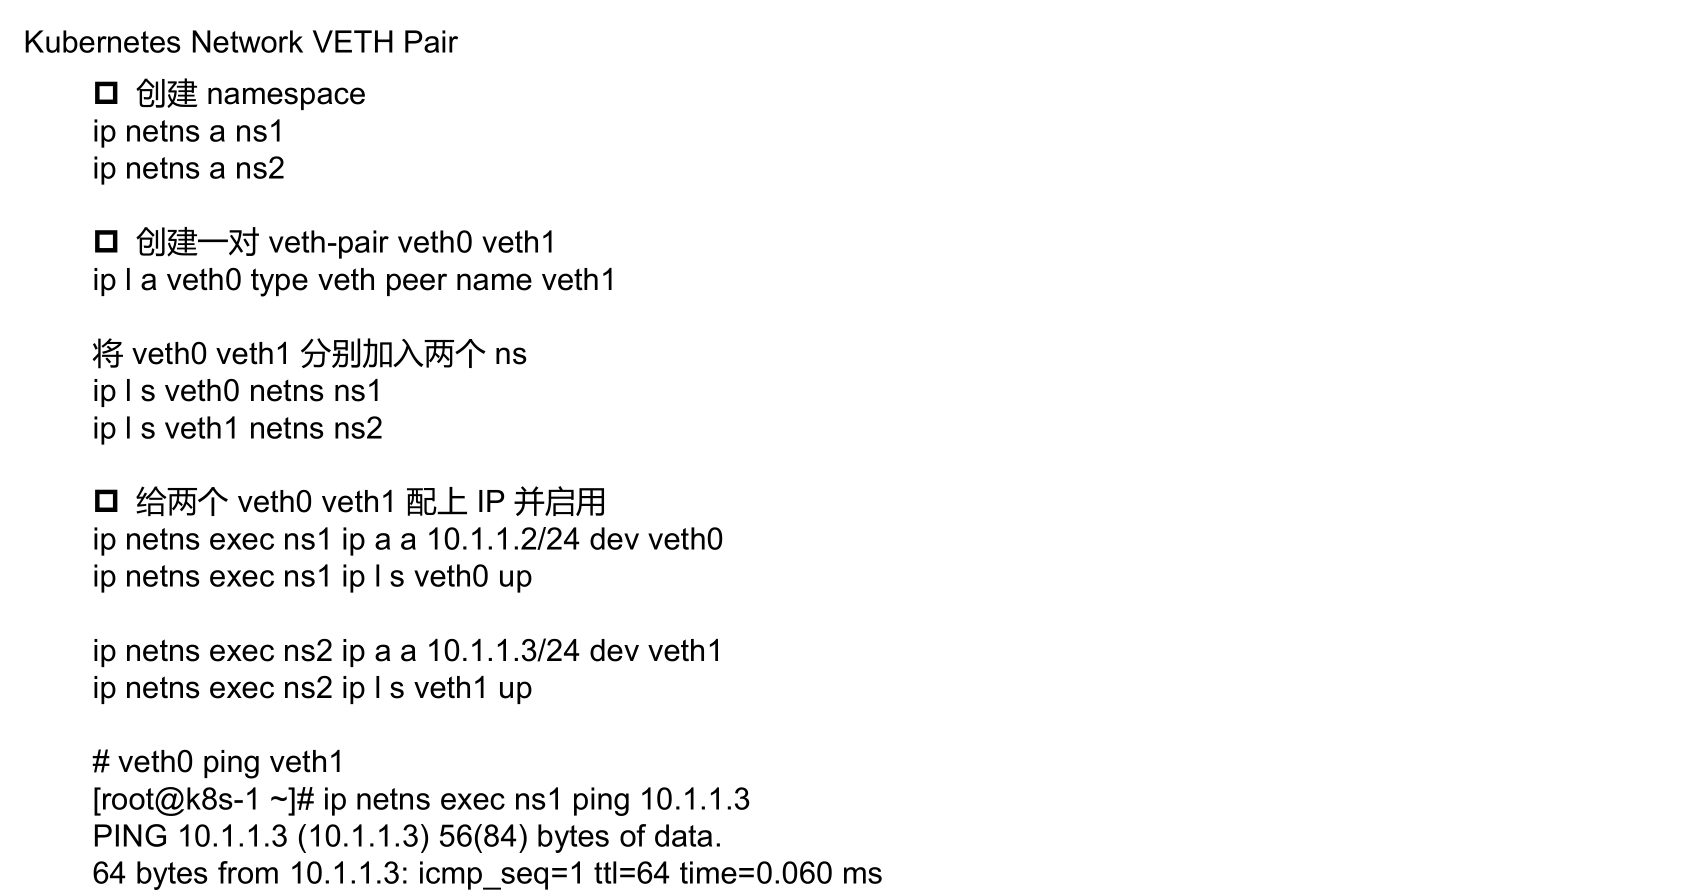 Kubernetes Network VETH Pair
创建 namespace
ip netns a ns1
ip netns a ns2
创建一对 veth-pair veth0 veth1
ip l a veth0 type veth peer name veth1
将 veth0 veth1 分别加入两个 ns
ip l s veth0 netns ns1
ip l s veth1 netns ns2
给两个 veth0 veth1 配上 IP 并启用
ip netns exec ns1 ip a a 10.1.1.2/24 dev veth0
ip netns exec ns1 ip l s veth0 up
ip netns exec ns2 ip a a 10.1.1.3/24 dev veth1
ip netns exec ns2 ip l s veth1 up
# veth0 ping veth1
[root@k8s-1 ~]# ip netns exec ns1 ping 10.1.1.3
PING 10.1.1.3 (10.1.1.3) 56(84) bytes of data.
64 bytes from 10.1.1.3: icmp_seq=1 ttl=64 time=0.060 ms